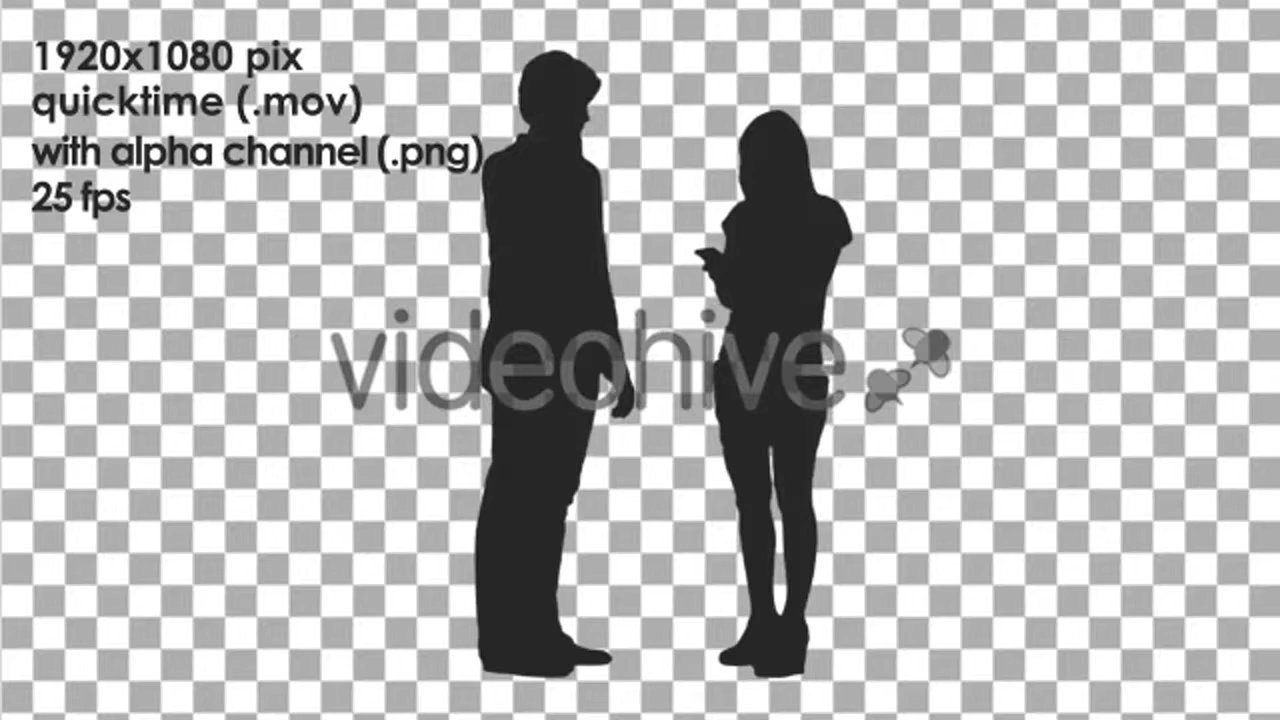 1920x1080 pix
quicktime (.mov)
with alpha channel (.png)
25 fps
videohive